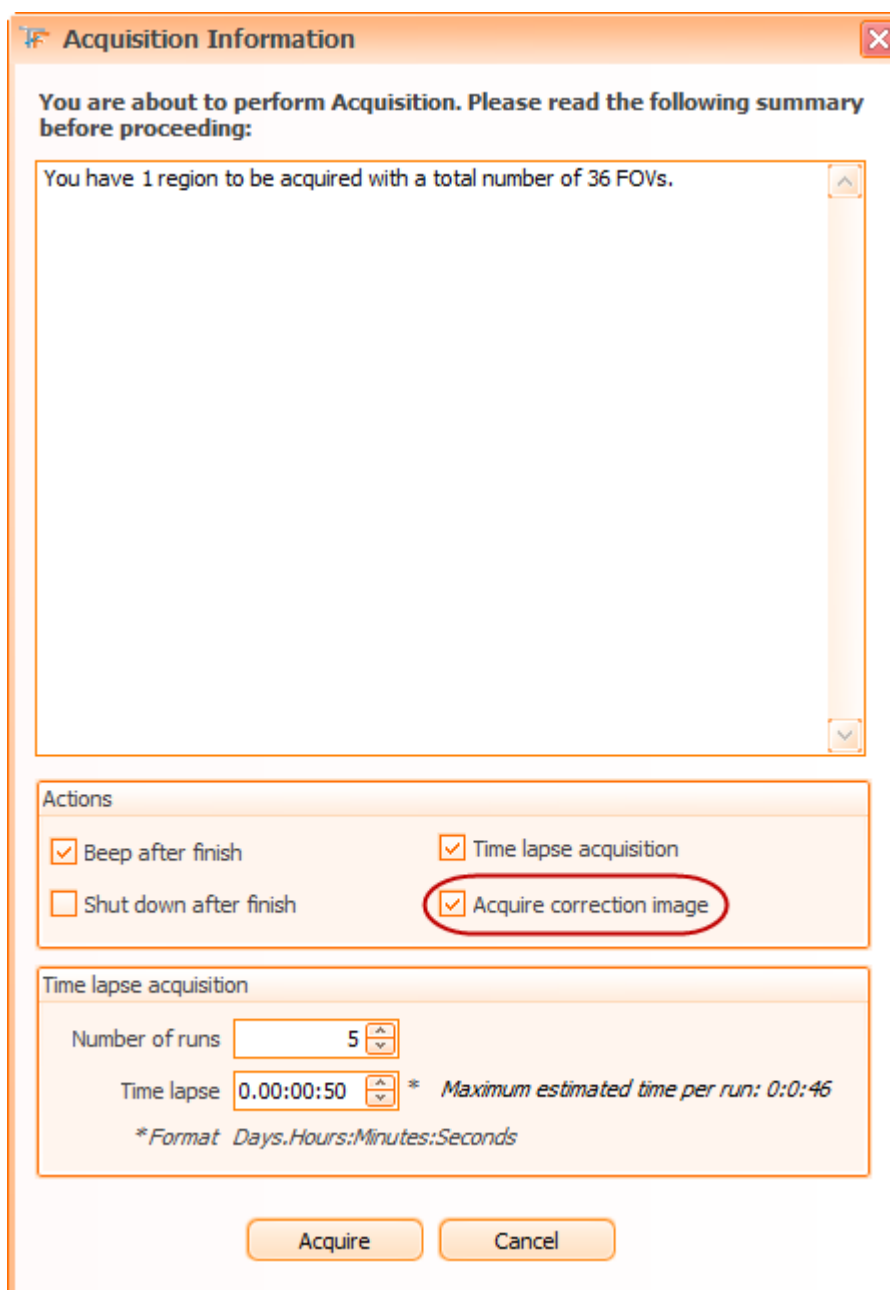 Acquisition Information
You are about to perform Acquisition. Please read the following summary
before proceeding:
You have 1 region to be acquired with a total number of 36 FOVs.
Actions
Beep after finish
Time lapse acquisition
Shut down after finish
Acquire correction image
Time lapse acquisition
Number of runs 5
Time lapse 0.00:00:50 * Maximum estimated time per run: 0:0:46
*Format Days.Hours:Minutes:Seconds
Acquire Cancel